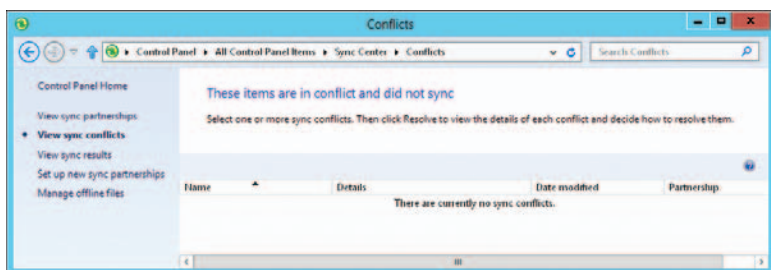 Conflicts
Control Panel ▸ All Control Panel Items ▸ Sync Center ▸ Conflicts
Search Conflicts
Control Panel Home
View sync partnerships
View sync conflicts
View sync results
Set up new sync partnerships
Manage offline files
These items are in conflict and did not sync
Select one or more sync conflicts. Then click Resolve to view the details of each conflict and decide how to resolve them.
Name Details Date modified Partnership
There are currently no sync conflicts.